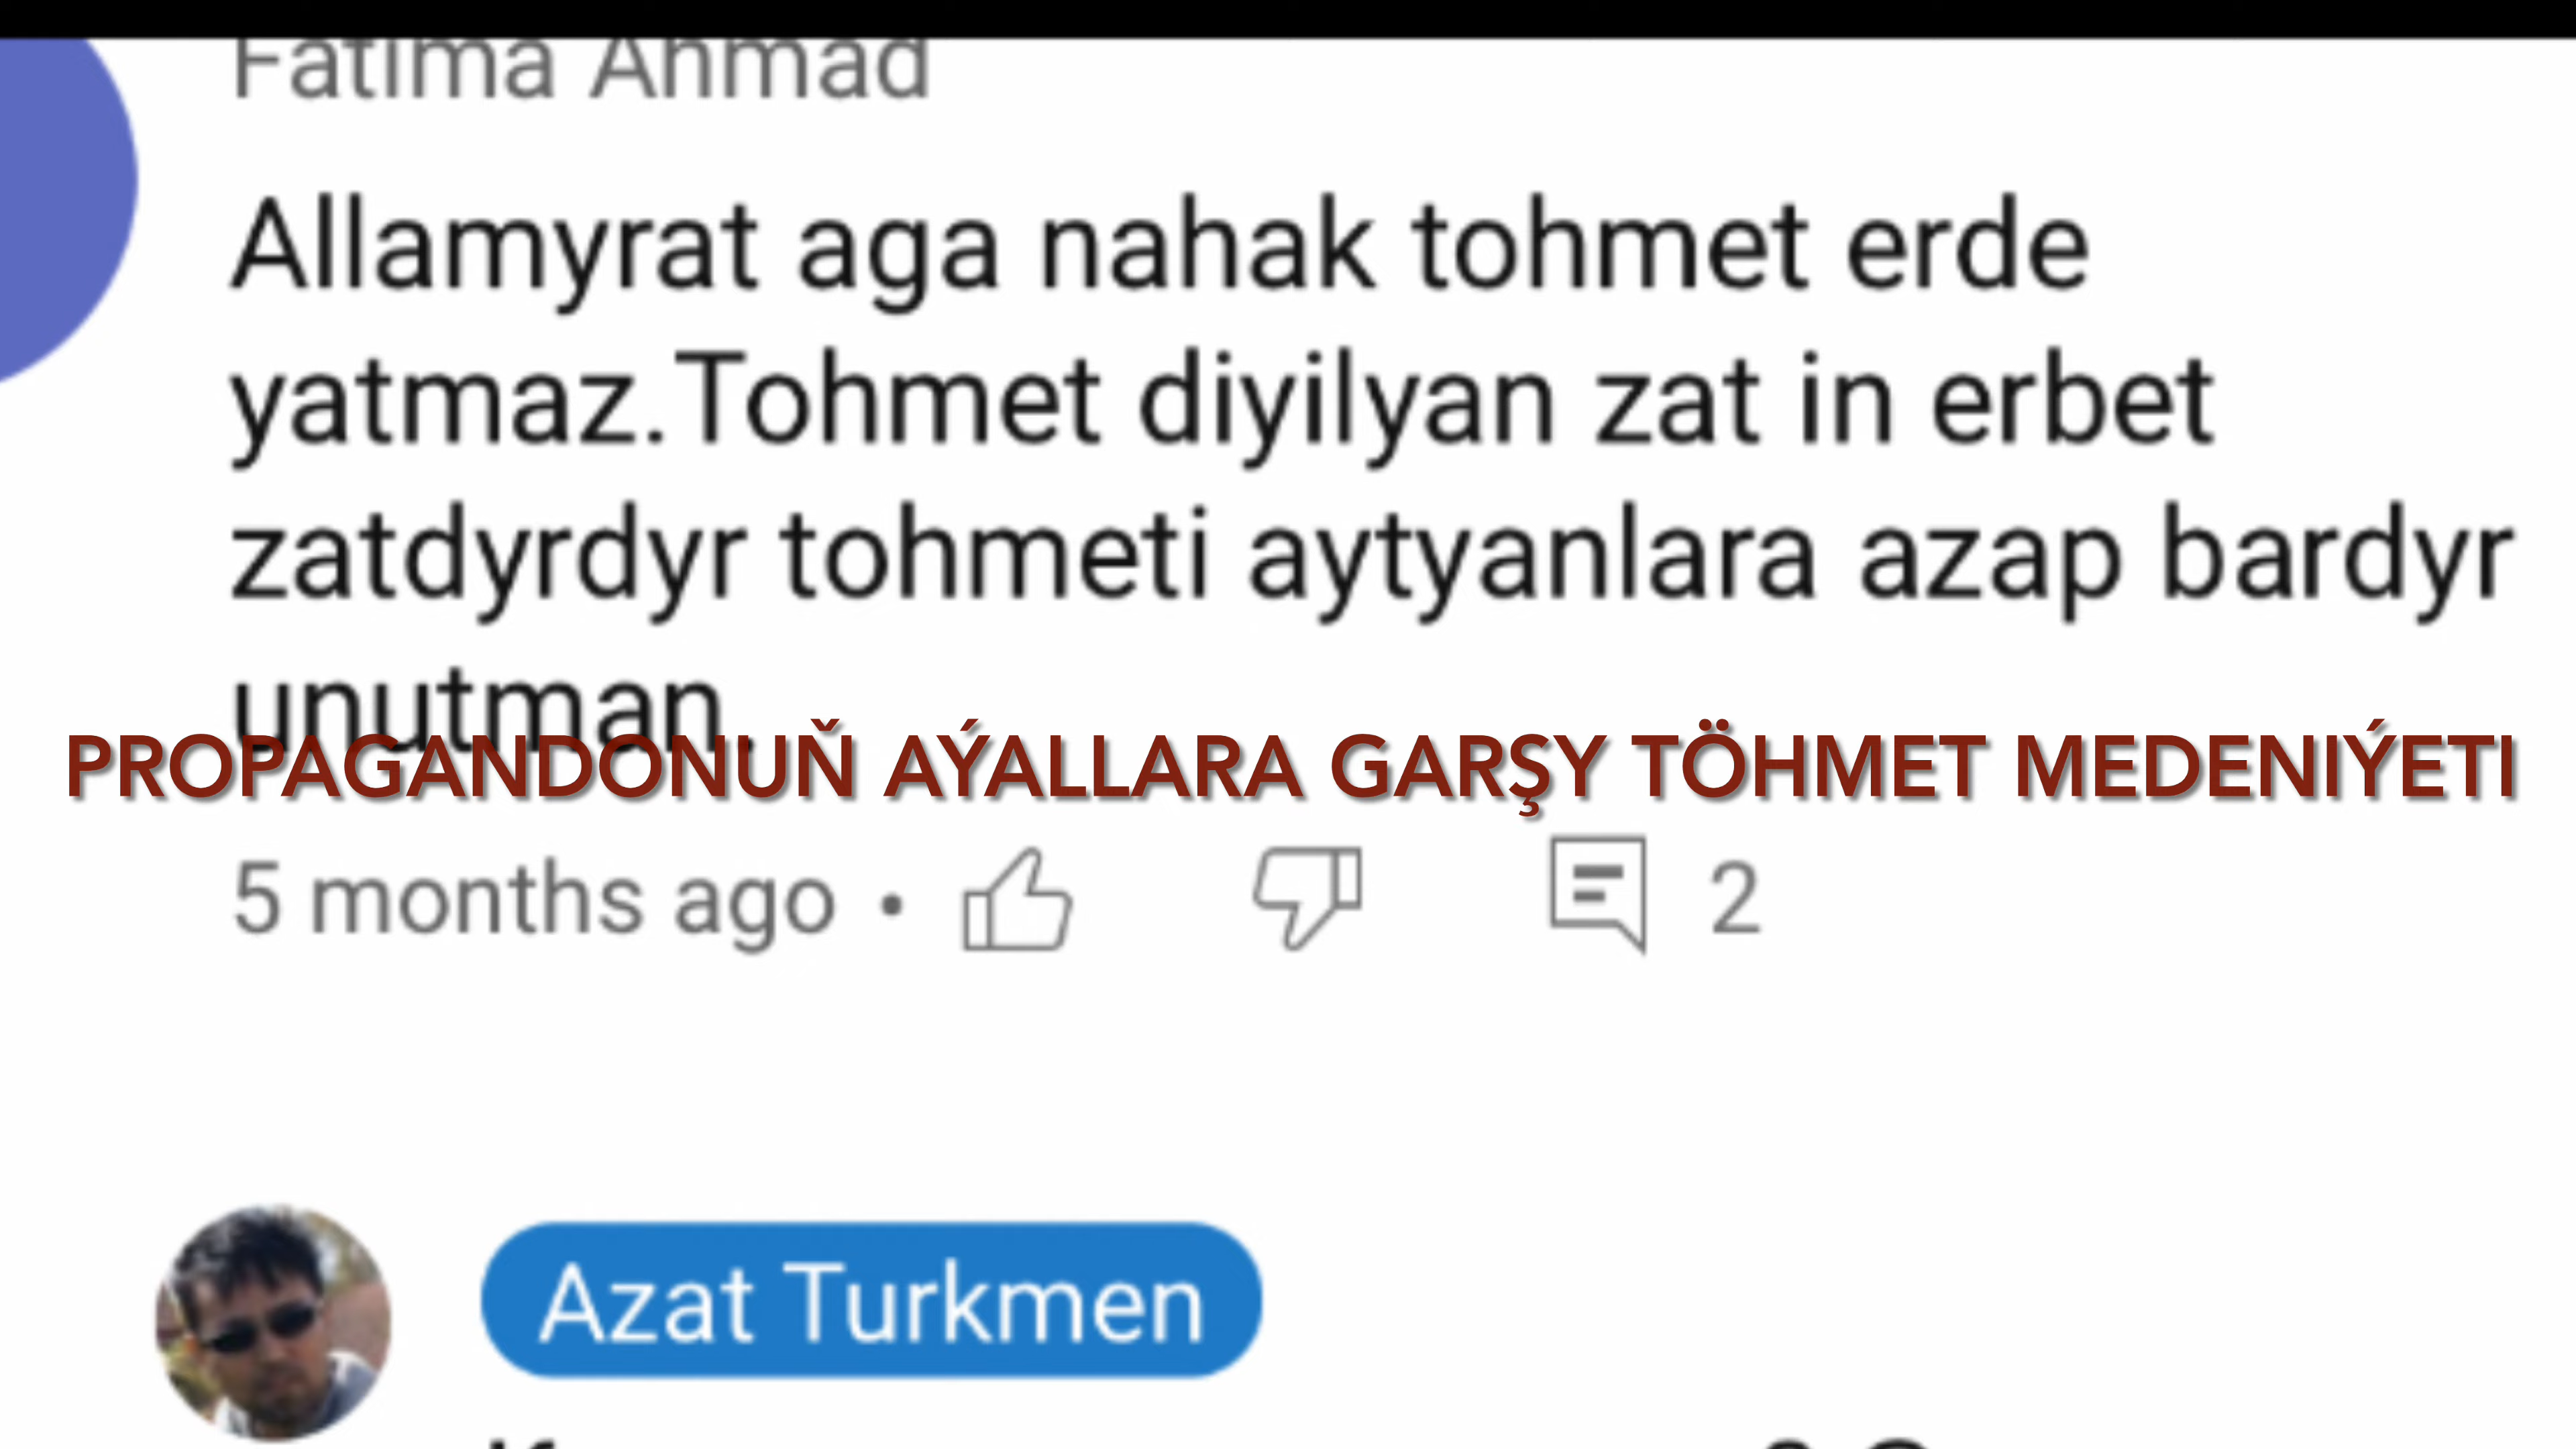 Fatima Ahmad
Allamyrat aga nahak tohmet erde
yatmaz.Tohmet diyilyan zat in erbet
zatdyrdyr tohmeti aytyanlara azap bardyr
unutman.
PROPAGANDONUŇ AÝALLARA GARŞY TÖHMET MEDENIÝETI
5 months ago • 2
Azat Turkmen